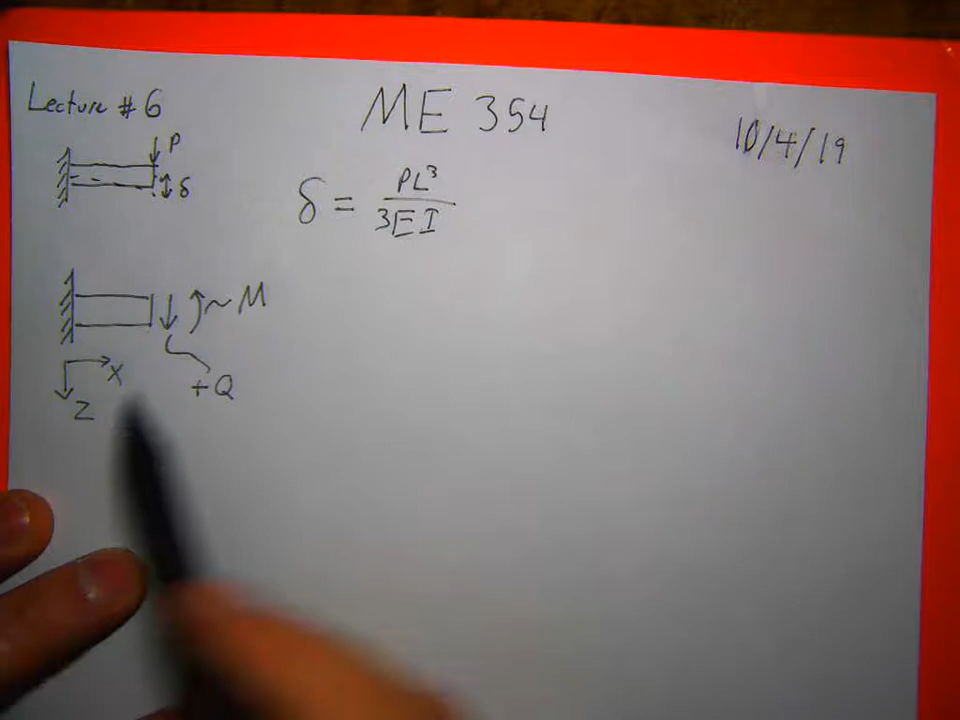 Lecture #6
ME 354
10/4/19
P
δ
δ = PL³/3EI
~ M
+Q
X
Z